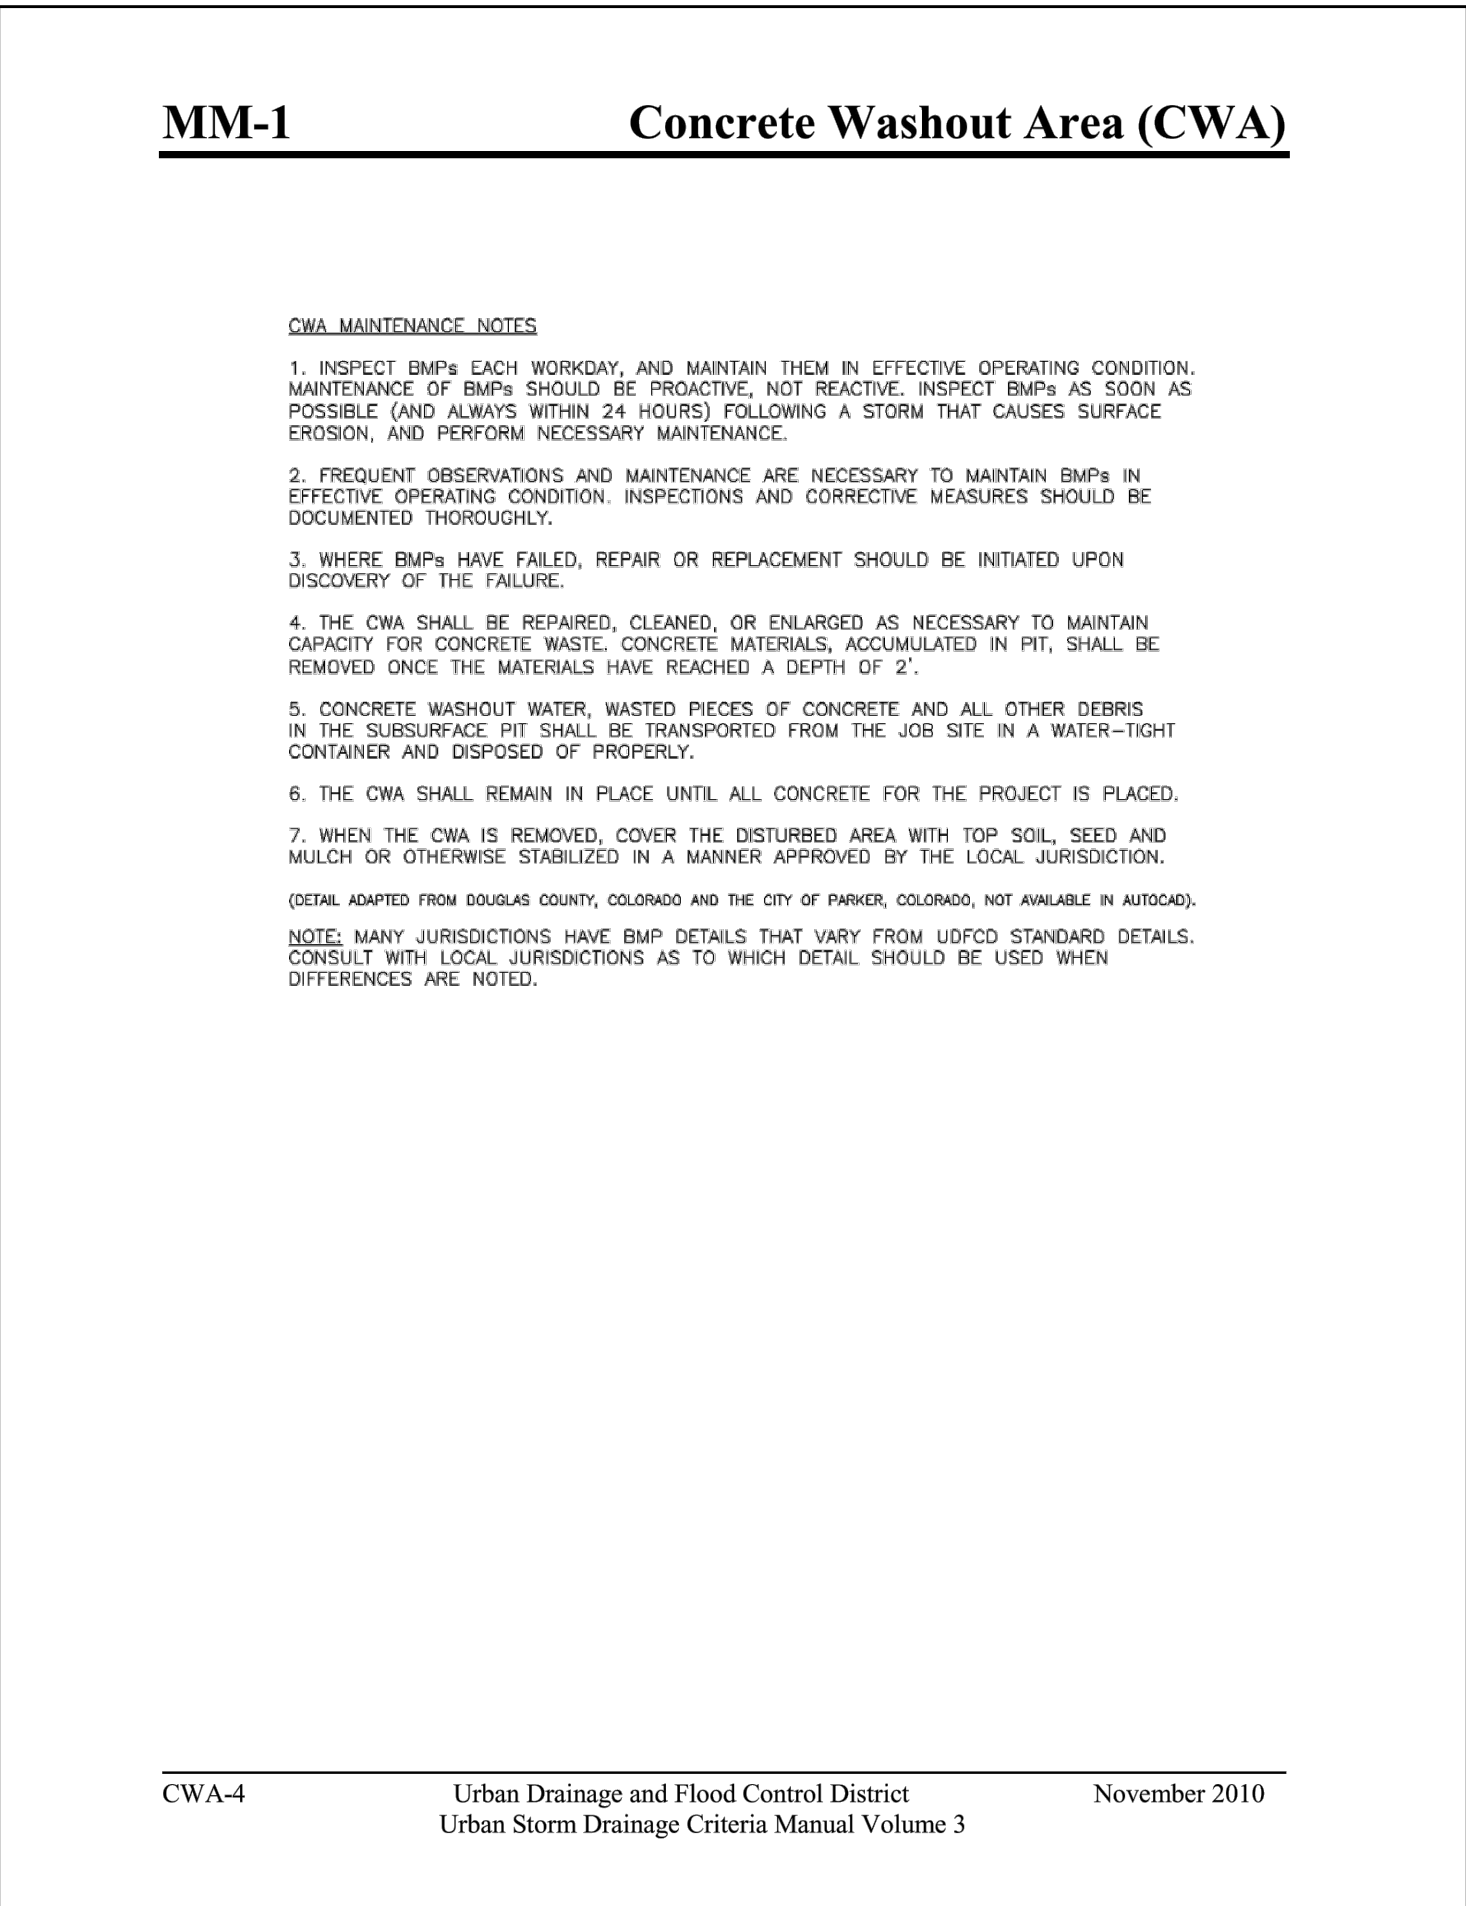 MM-1 Concrete Washout Area (CWA)
CWA MAINTENANCE NOTES
1. INSPECT BMPs EACH WORKDAY, AND MAINTAIN THEM IN EFFECTIVE OPERATING CONDITION.
MAINTENANCE OF BMPs SHOULD BE PROACTIVE, NOT REACTIVE. INSPECT BMPs AS SOON AS
POSSIBLE (AND ALWAYS WITHIN 24 HOURS) FOLLOWING A STORM THAT CAUSES SURFACE
EROSION, AND PERFORM NECESSARY MAINTENANCE.
2. FREQUENT OBSERVATIONS AND MAINTENANCE ARE NECESSARY TO MAINTAIN BMPs IN
EFFECTIVE OPERATING CONDITION. INSPECTIONS AND CORRECTIVE MEASURES SHOULD BE
DOCUMENTED THOROUGHLY.
3. WHERE BMPs HAVE FAILED, REPAIR OR REPLACEMENT SHOULD BE INITIATED UPON
DISCOVERY OF THE FAILURE.
4. THE CWA SHALL BE REPAIRED, CLEANED, OR ENLARGED AS NECESSARY TO MAINTAIN
CAPACITY FOR CONCRETE WASTE. CONCRETE MATERIALS, ACCUMULATED IN PIT, SHALL BE
REMOVED ONCE THE MATERIALS HAVE REACHED A DEPTH OF 2'.
5. CONCRETE WASHOUT WATER, WASTED PIECES OF CONCRETE AND ALL OTHER DEBRIS
IN THE SUBSURFACE PIT SHALL BE TRANSPORTED FROM THE JOB SITE IN A WATER-TIGHT
CONTAINER AND DISPOSED OF PROPERLY.
6. THE CWA SHALL REMAIN IN PLACE UNTIL ALL CONCRETE FOR THE PROJECT IS PLACED.
7. WHEN THE CWA IS REMOVED, COVER THE DISTURBED AREA WITH TOP SOIL, SEED AND
MULCH OR OTHERWISE STABILIZED IN A MANNER APPROVED BY THE LOCAL JURISDICTION.
(DETAIL ADAPTED FROM DOUGLAS COUNTY, COLORADO AND THE CITY OF PARKER, COLORADO, NOT AVAILABLE IN AUTOCAD).
NOTE: MANY JURISDICTIONS HAVE BMP DETAILS THAT VARY FROM UDFCD STANDARD DETAILS.
CONSULT WITH LOCAL JURISDICTIONS AS TO WHICH DETAIL SHOULD BE USED WHEN
DIFFERENCES ARE NOTED.
CWA-4 Urban Drainage and Flood Control District November 2010
Urban Storm Drainage Criteria Manual Volume 3